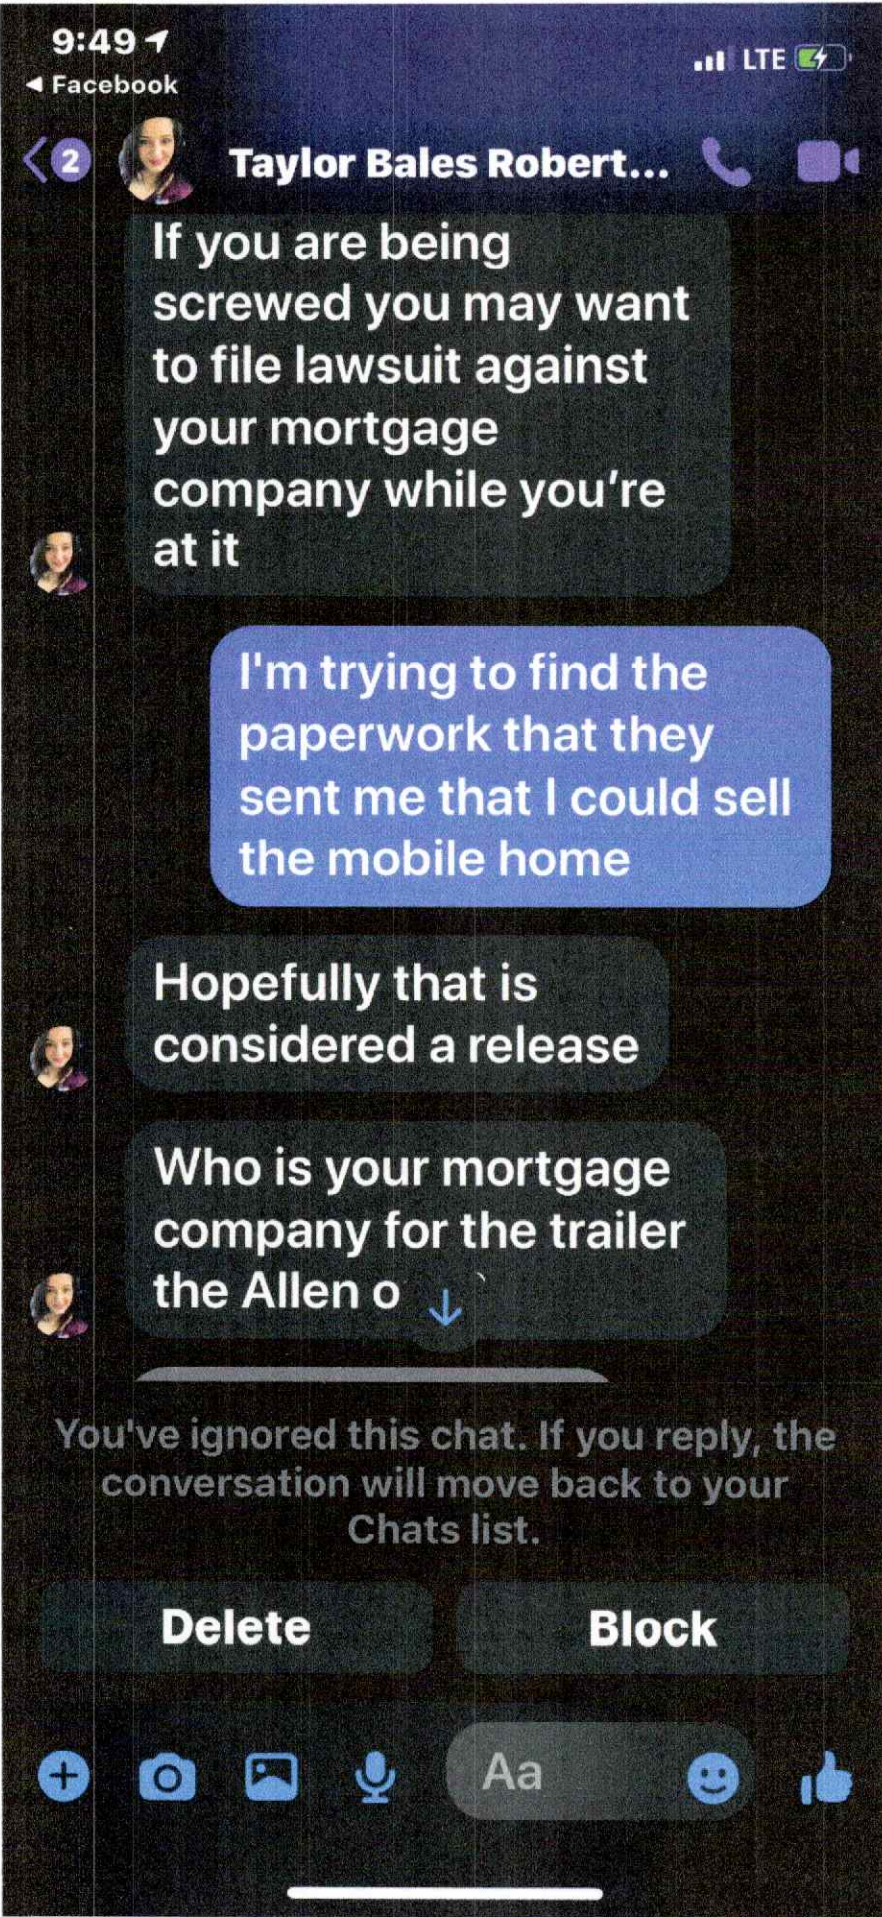 9:49
LTE
Facebook
2
Taylor Bales Robert...
If you are being
screwed you may want
to file lawsuit against
your mortgage
company while you're
at it
I'm trying to find the
paperwork that they
sent me that I could sell
the mobile home
Hopefully that is
considered a release
Who is your mortgage
company for the trailer
the Allen o
You've ignored this chat. If you reply, the
conversation will move back to your
Chats list.
Delete
Block
Aa